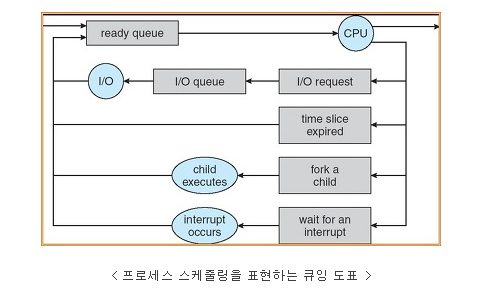 ready queue
CPU
I/O
I/O queue
I/O request
time slice
expired
child
executes
fork a
child
interrupt
occurs
wait for an
interrupt
< 프로세스 스케줄링을 표현하는 큐잉 도표 >